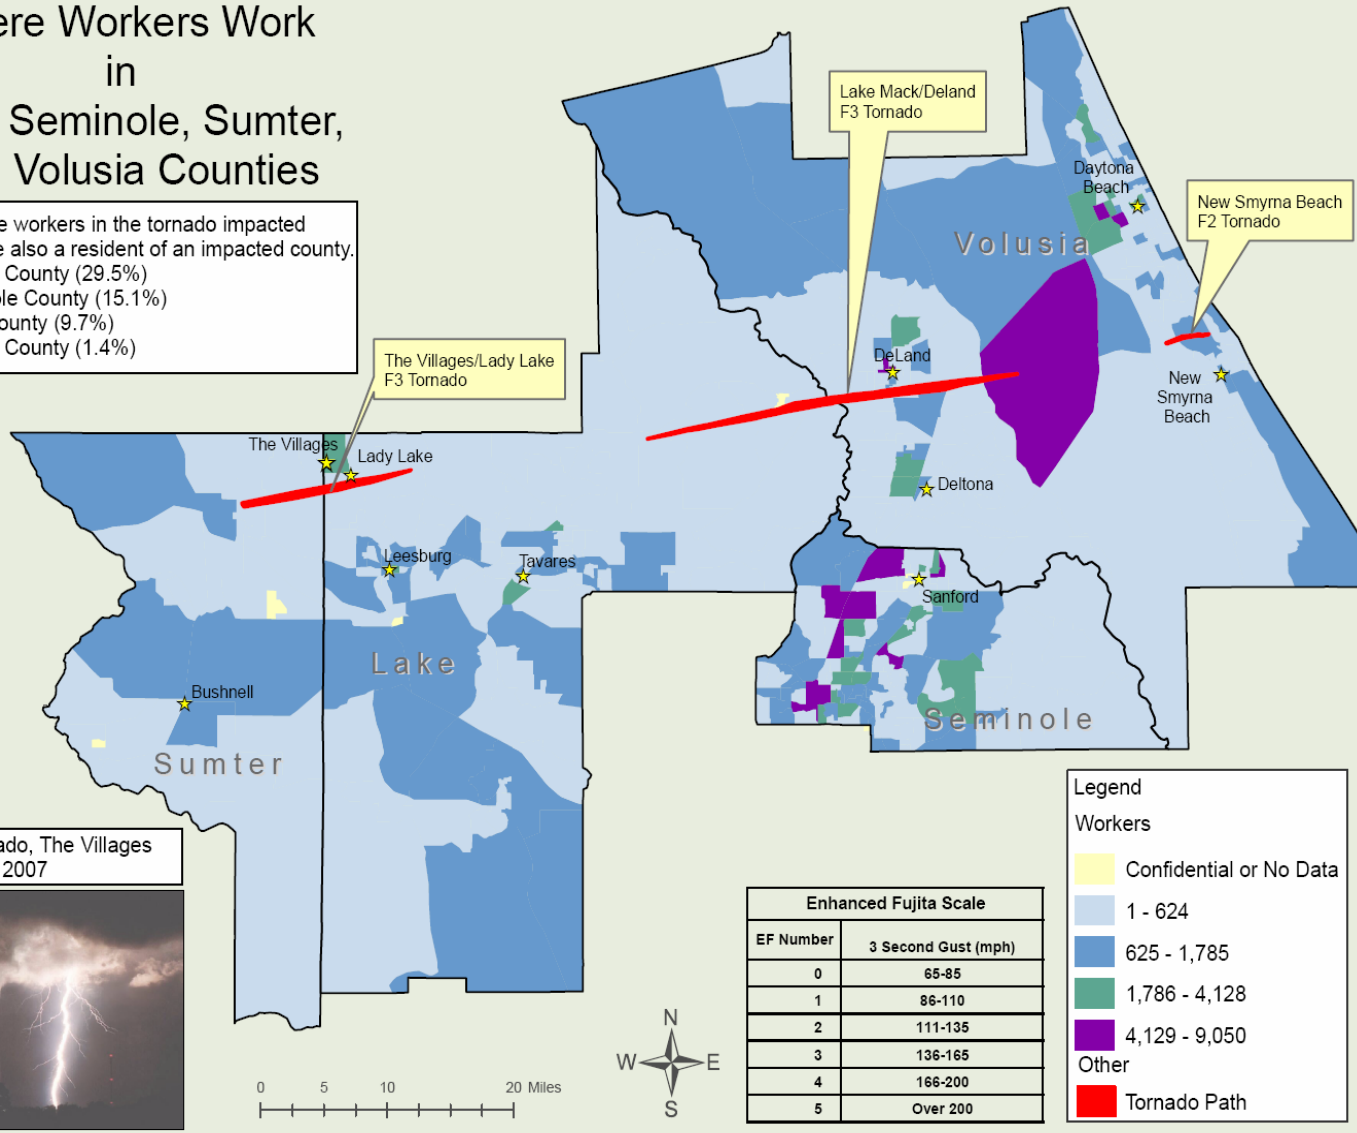 ere Workers Work
in
Seminole, Sumter,
Volusia Counties
e workers in the tornado impacted
e also a resident of an impacted county.
County (29.5%)
le County (15.1%)
ounty (9.7%)
County (1.4%)
Lake Mack/Deland
F3 Tornado
Daytona
Beach
New Smyrna Beach
F2 Tornado
Volusia
The Villages/Lady Lake
F3 Tornado
DeLand
New
Smyrna
Beach
The Villages
Lady Lake
Deltona
Leesburg
Tavares
Sanford
Lake
Bushnell
Seminole
Sumter
ado, The Villages
2007
Legend
Workers
Confidential or No Data
1 - 624
625 - 1,785
1,786 - 4,128
4,129 - 9,050
Other
Tornado Path
Enhanced Fujita Scale
EF Number 3 Second Gust (mph)
0 65-85
1 86-110
2 111-135
3 136-165
4 166-200
5 Over 200
N
W E
S
0 5 10 20 Miles